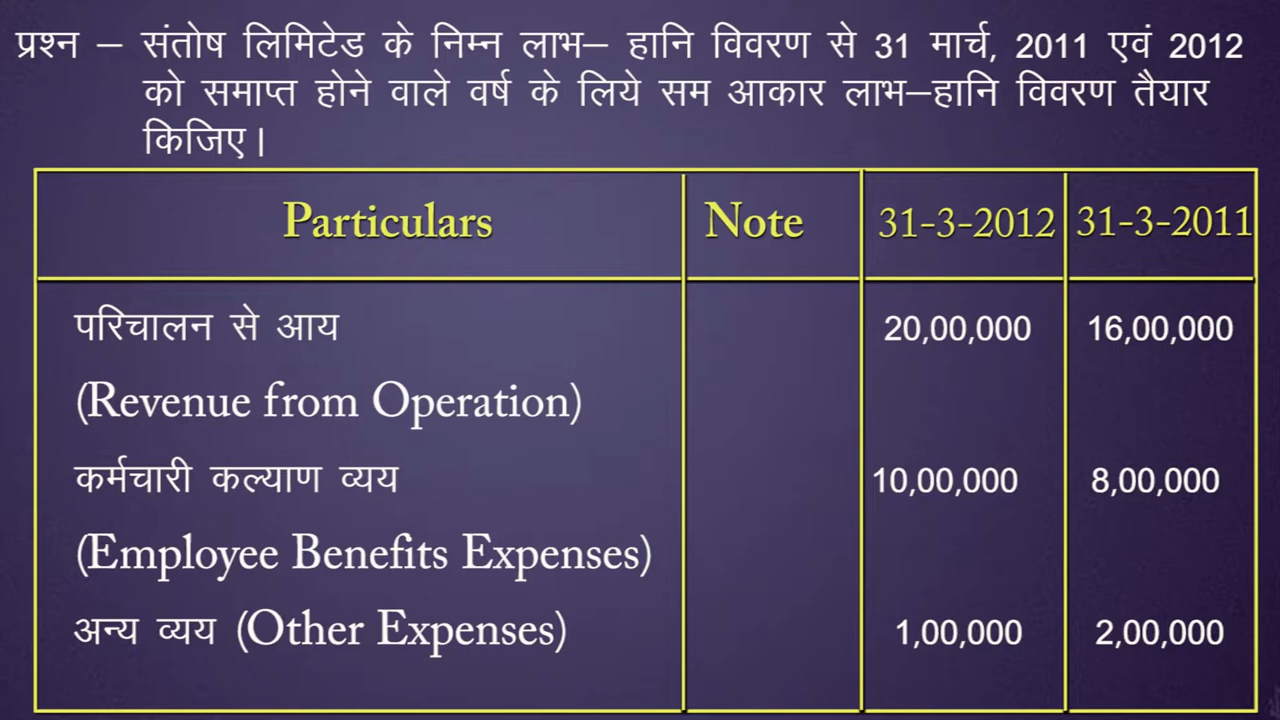 प्रश्न – संतोष लिमिटेड के निम्न लाभ– हानि विवरण से 31 मार्च, 2011 एवं 2012
को समाप्त होने वाले वर्ष के लिये सम आकार लाभ–हानि विवरण तैयार
किजिए।
Particulars Note 31-3-2012 31-3-2011
परिचालन से आय 20,00,000 16,00,000
(Revenue from Operation)
कर्मचारी कल्याण व्यय 10,00,000 8,00,000
(Employee Benefits Expenses)
अन्य व्यय (Other Expenses) 1,00,000 2,00,000